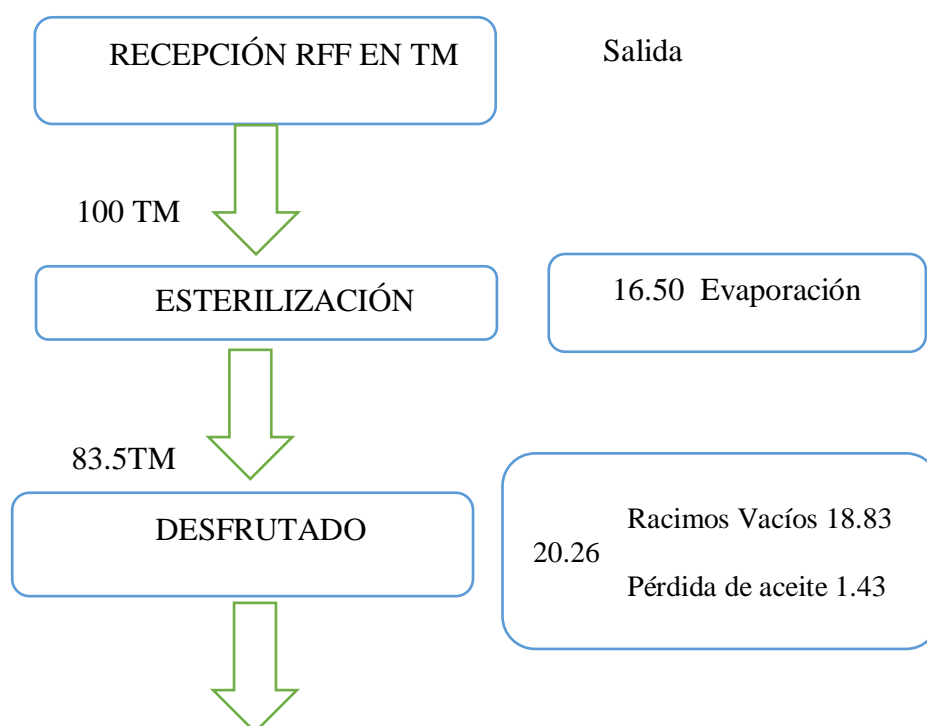 RECEPCIÓN RFF EN TM
Salida
100 TM
ESTERILIZACIÓN
16.50 Evaporación
83.5TM
DESFRUTADO
Racimos Vacíos 18.83
20.26
Pérdida de aceite 1.43